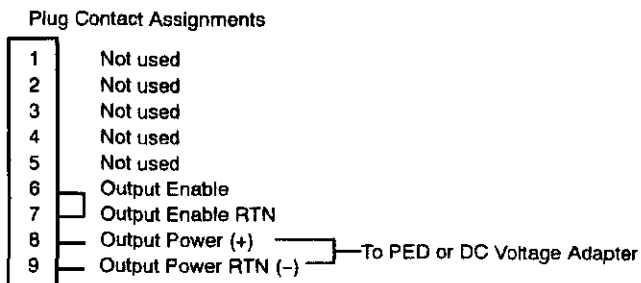 Plug Contact Assignments
1 Not used
2 Not used
3 Not used
4 Not used
5 Not used
6 Output Enable
7 Output Enable RTN
8 Output Power (+)
To PED or DC Voltage Adapter
9 Output Power RTN (−)